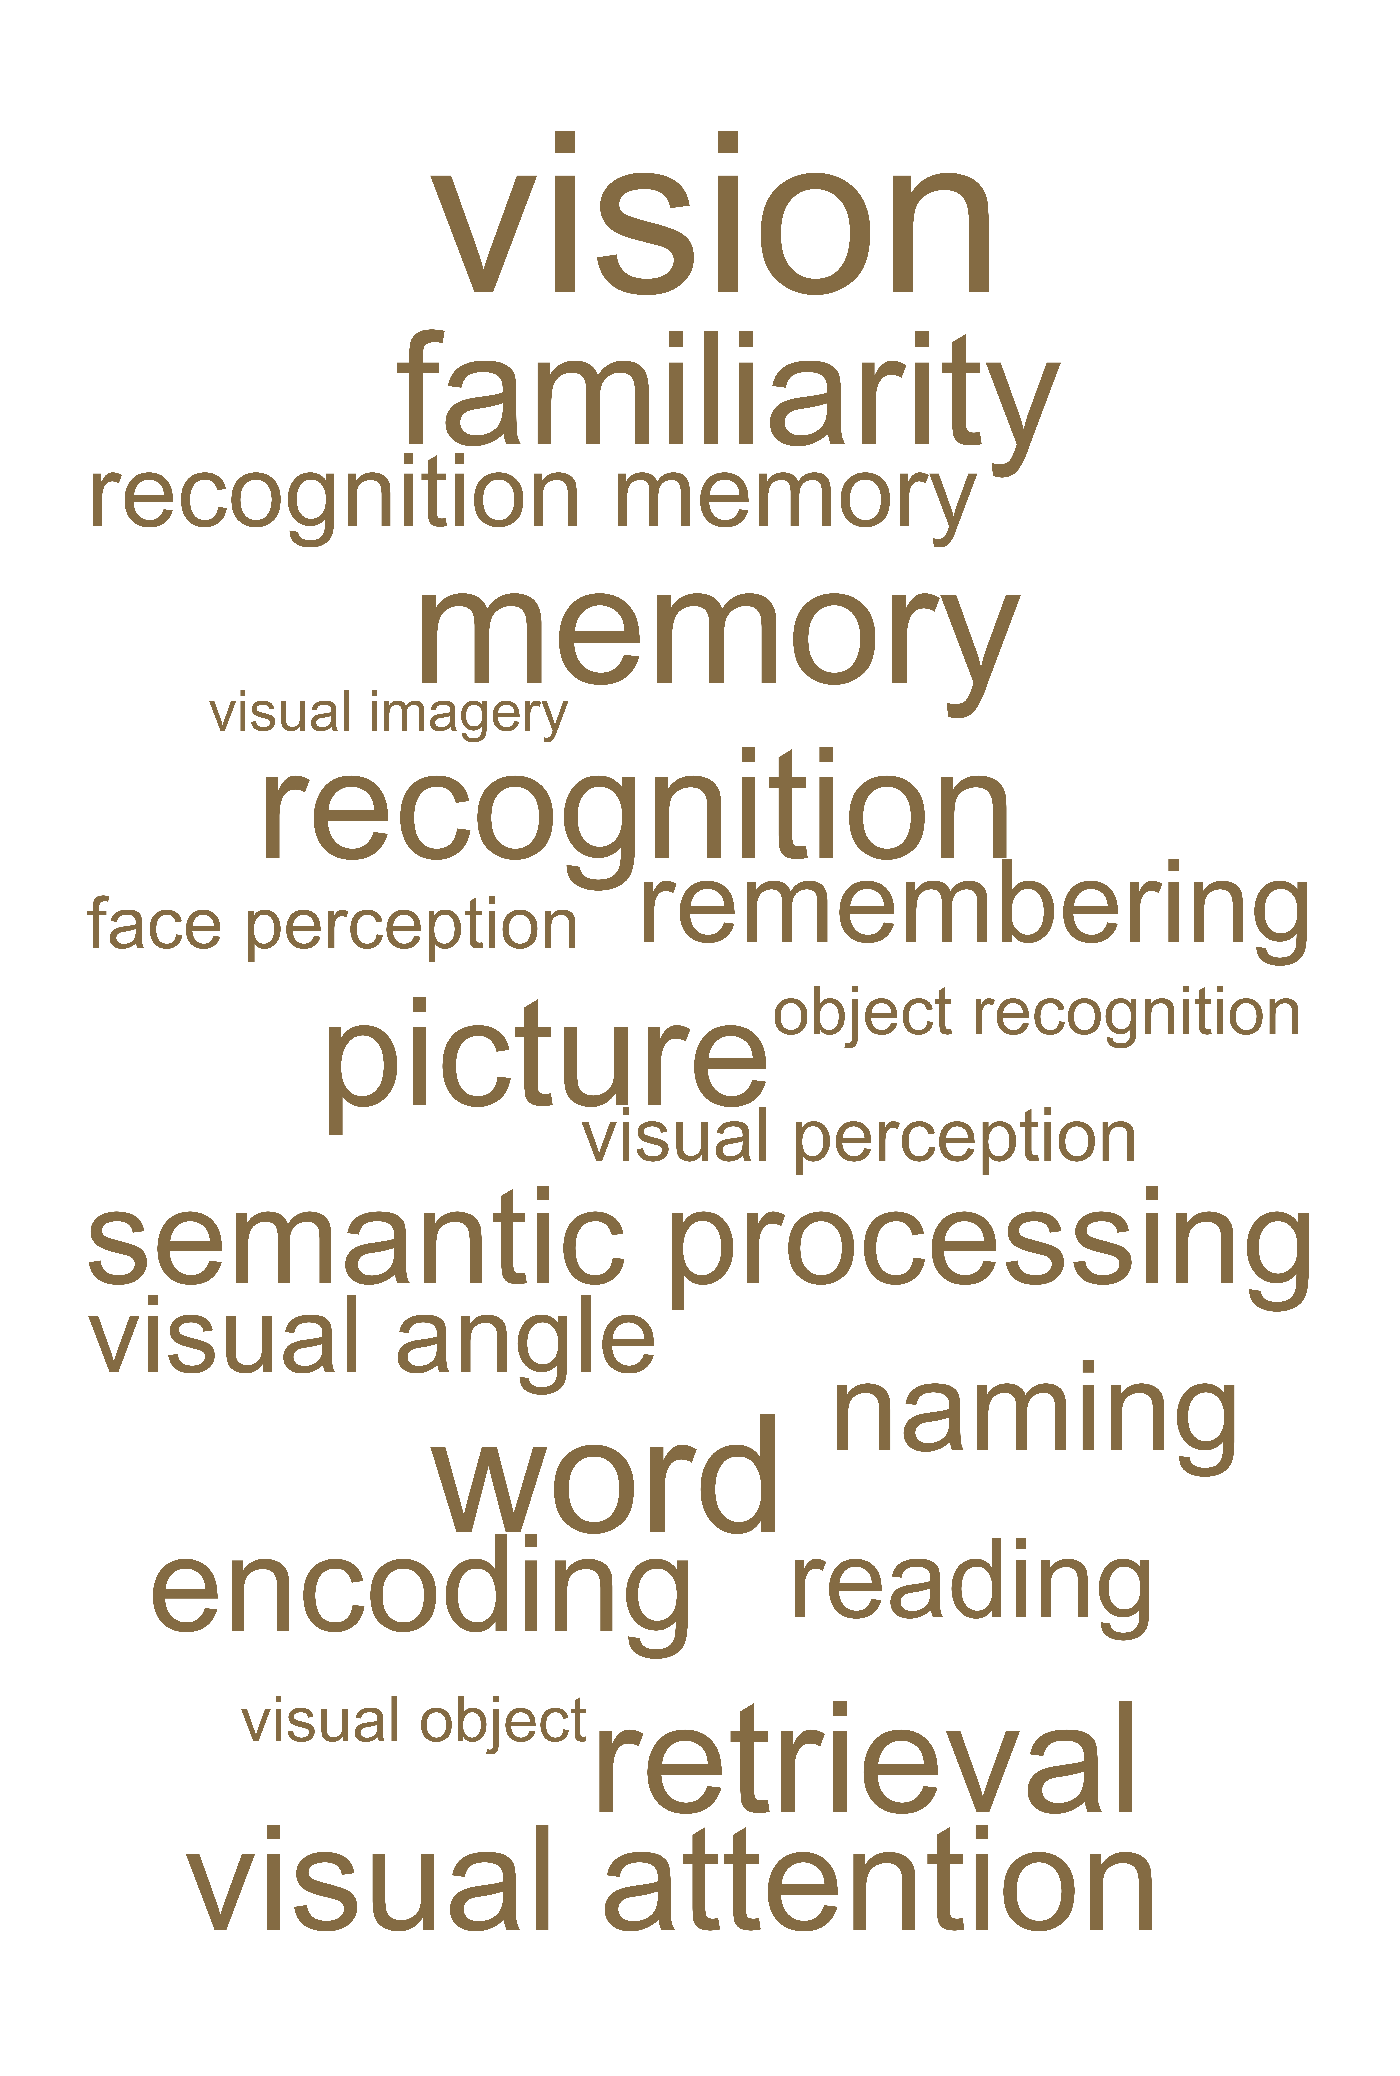 vision
familiarity
recognition memory
memory
visual imagery
recognition
remembering
face perception
object recognition
picture
visual perception
semantic processing
visual angle
naming
word
encoding
reading
visual object
retrieval
visual attention